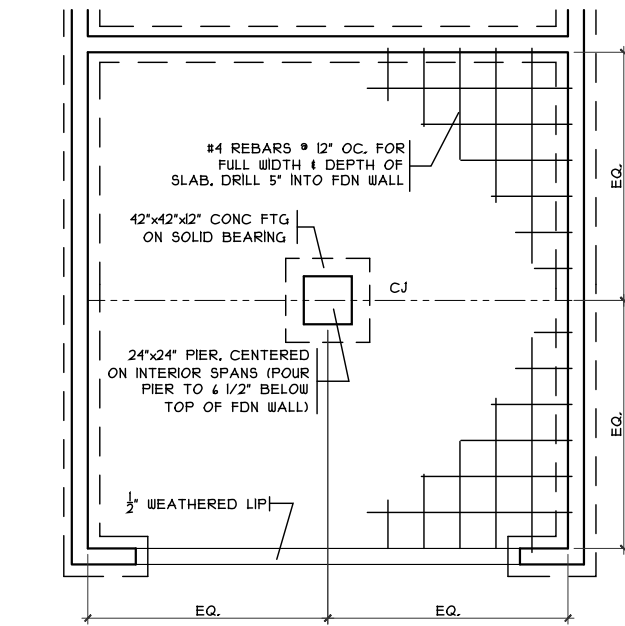 #4 REBARS @ 12" OC. FOR
FULL WIDTH & DEPTH OF
SLAB. DRILL 5" INTO FDN WALL
EQ.
42"x42"x12" CONC FTG
ON SOLID BEARING
CJ
24"x24" PIER, CENTERED
ON INTERIOR SPANS (POUR
PIER TO 6 1/2" BELOW
TOP OF FDN WALL)
EQ.
1/2" WEATHERED LIP
EQ.
EQ.